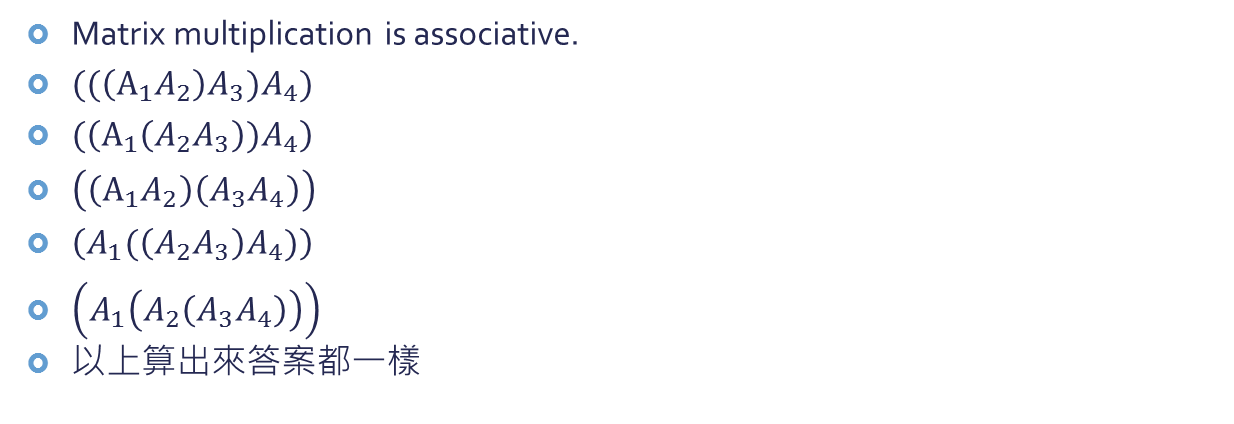 Matrix multiplication is associative.
(((A₁A₂)A₃)A₄)
((A₁(A₂A₃))A₄)
((A₁A₂)(A₃A₄))
(A₁((A₂A₃)A₄))
(A₁(A₂(A₃A₄)))
以上算出來答案都一樣